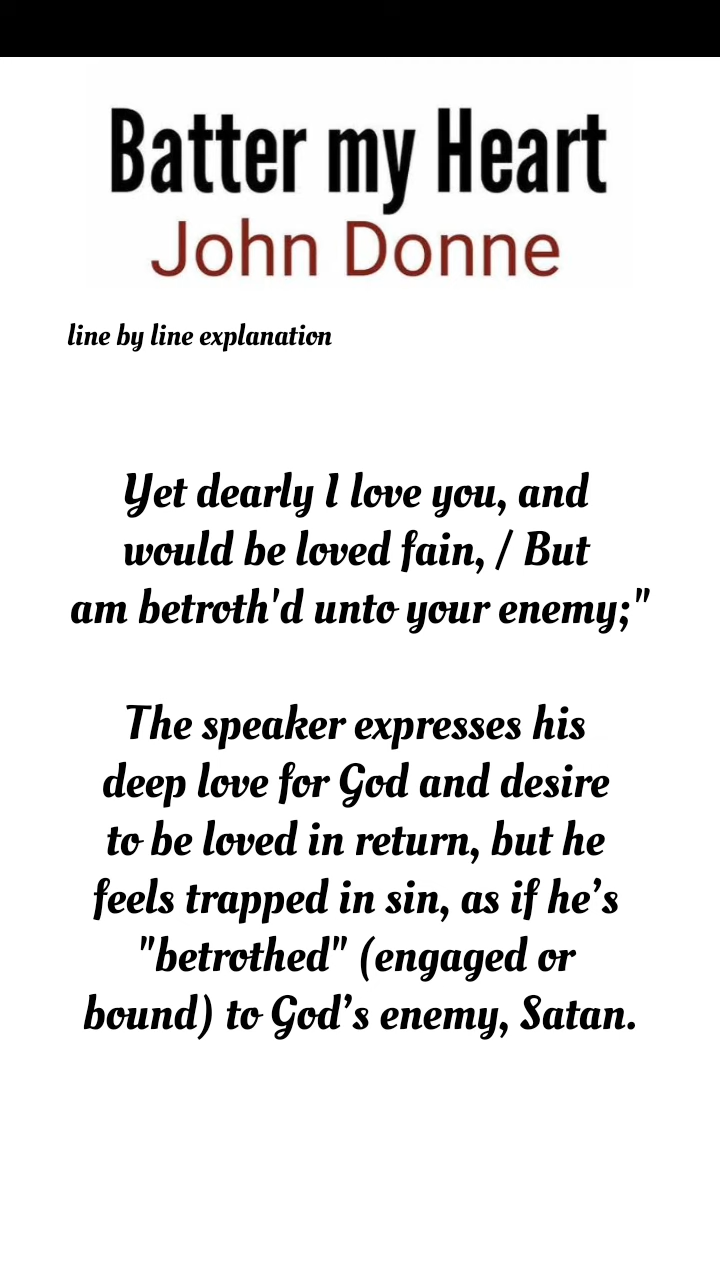 Batter my Heart
John Donne
line by line explanation
Yet dearly I love you, and
would be loved fain, / But
am betroth'd unto your enemy;"
The speaker expresses his
deep love for God and desire
to be loved in return, but he
feels trapped in sin, as if he’s
"betrothed" (engaged or
bound) to God’s enemy, Satan.